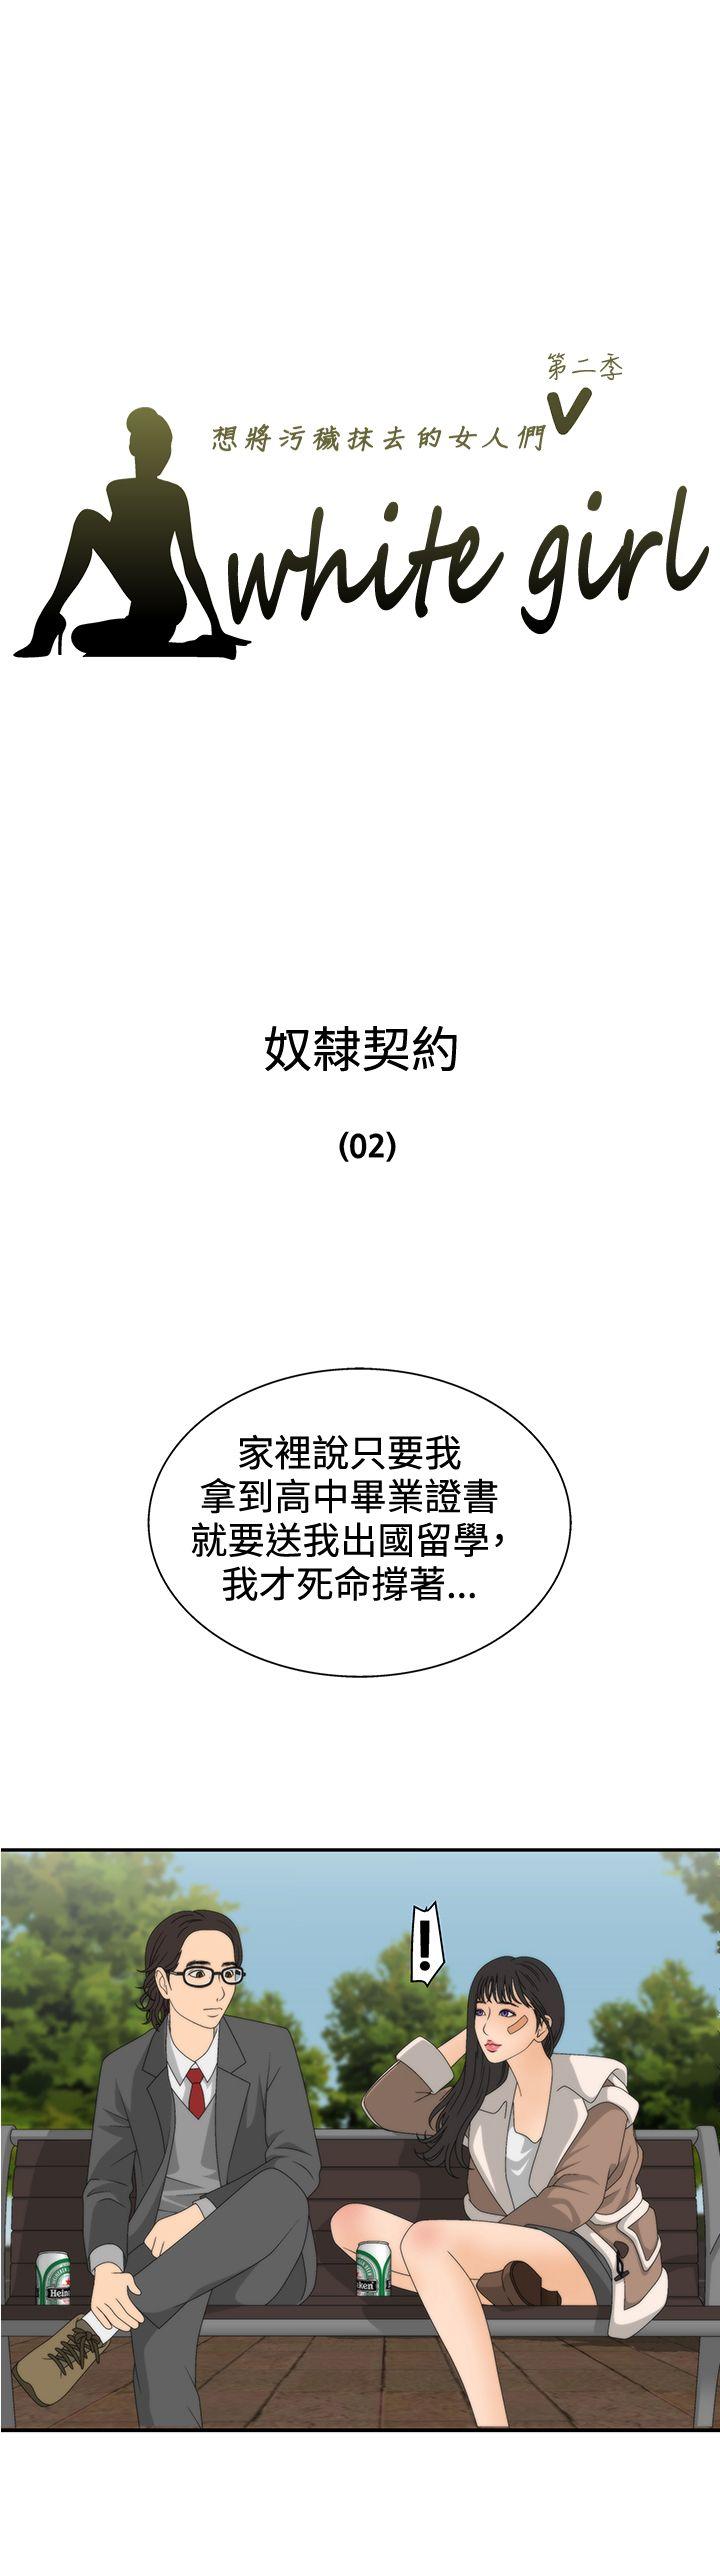 第二季
想將污穢抹去的女人們
white girl
奴隸契約
(02)
家裡說只要我
拿到高中畢業證書
就要送我出國留學，
我才死命撐著...
!
Hein
neken